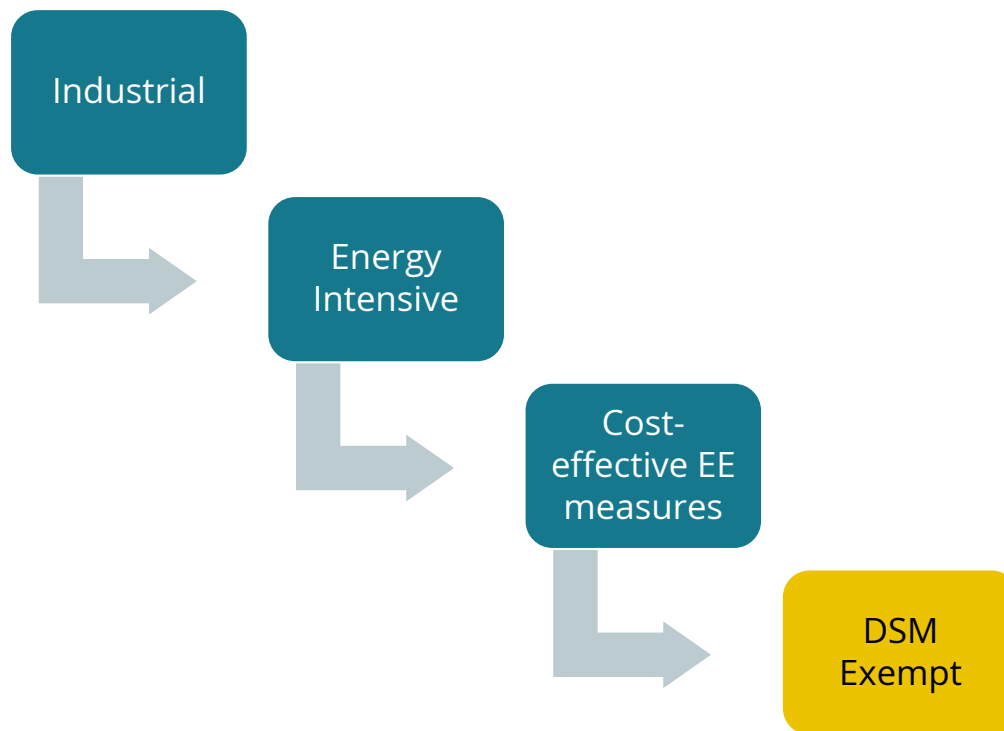 Industrial
Energy
Intensive
Cost-
effective EE
measures
DSM
Exempt